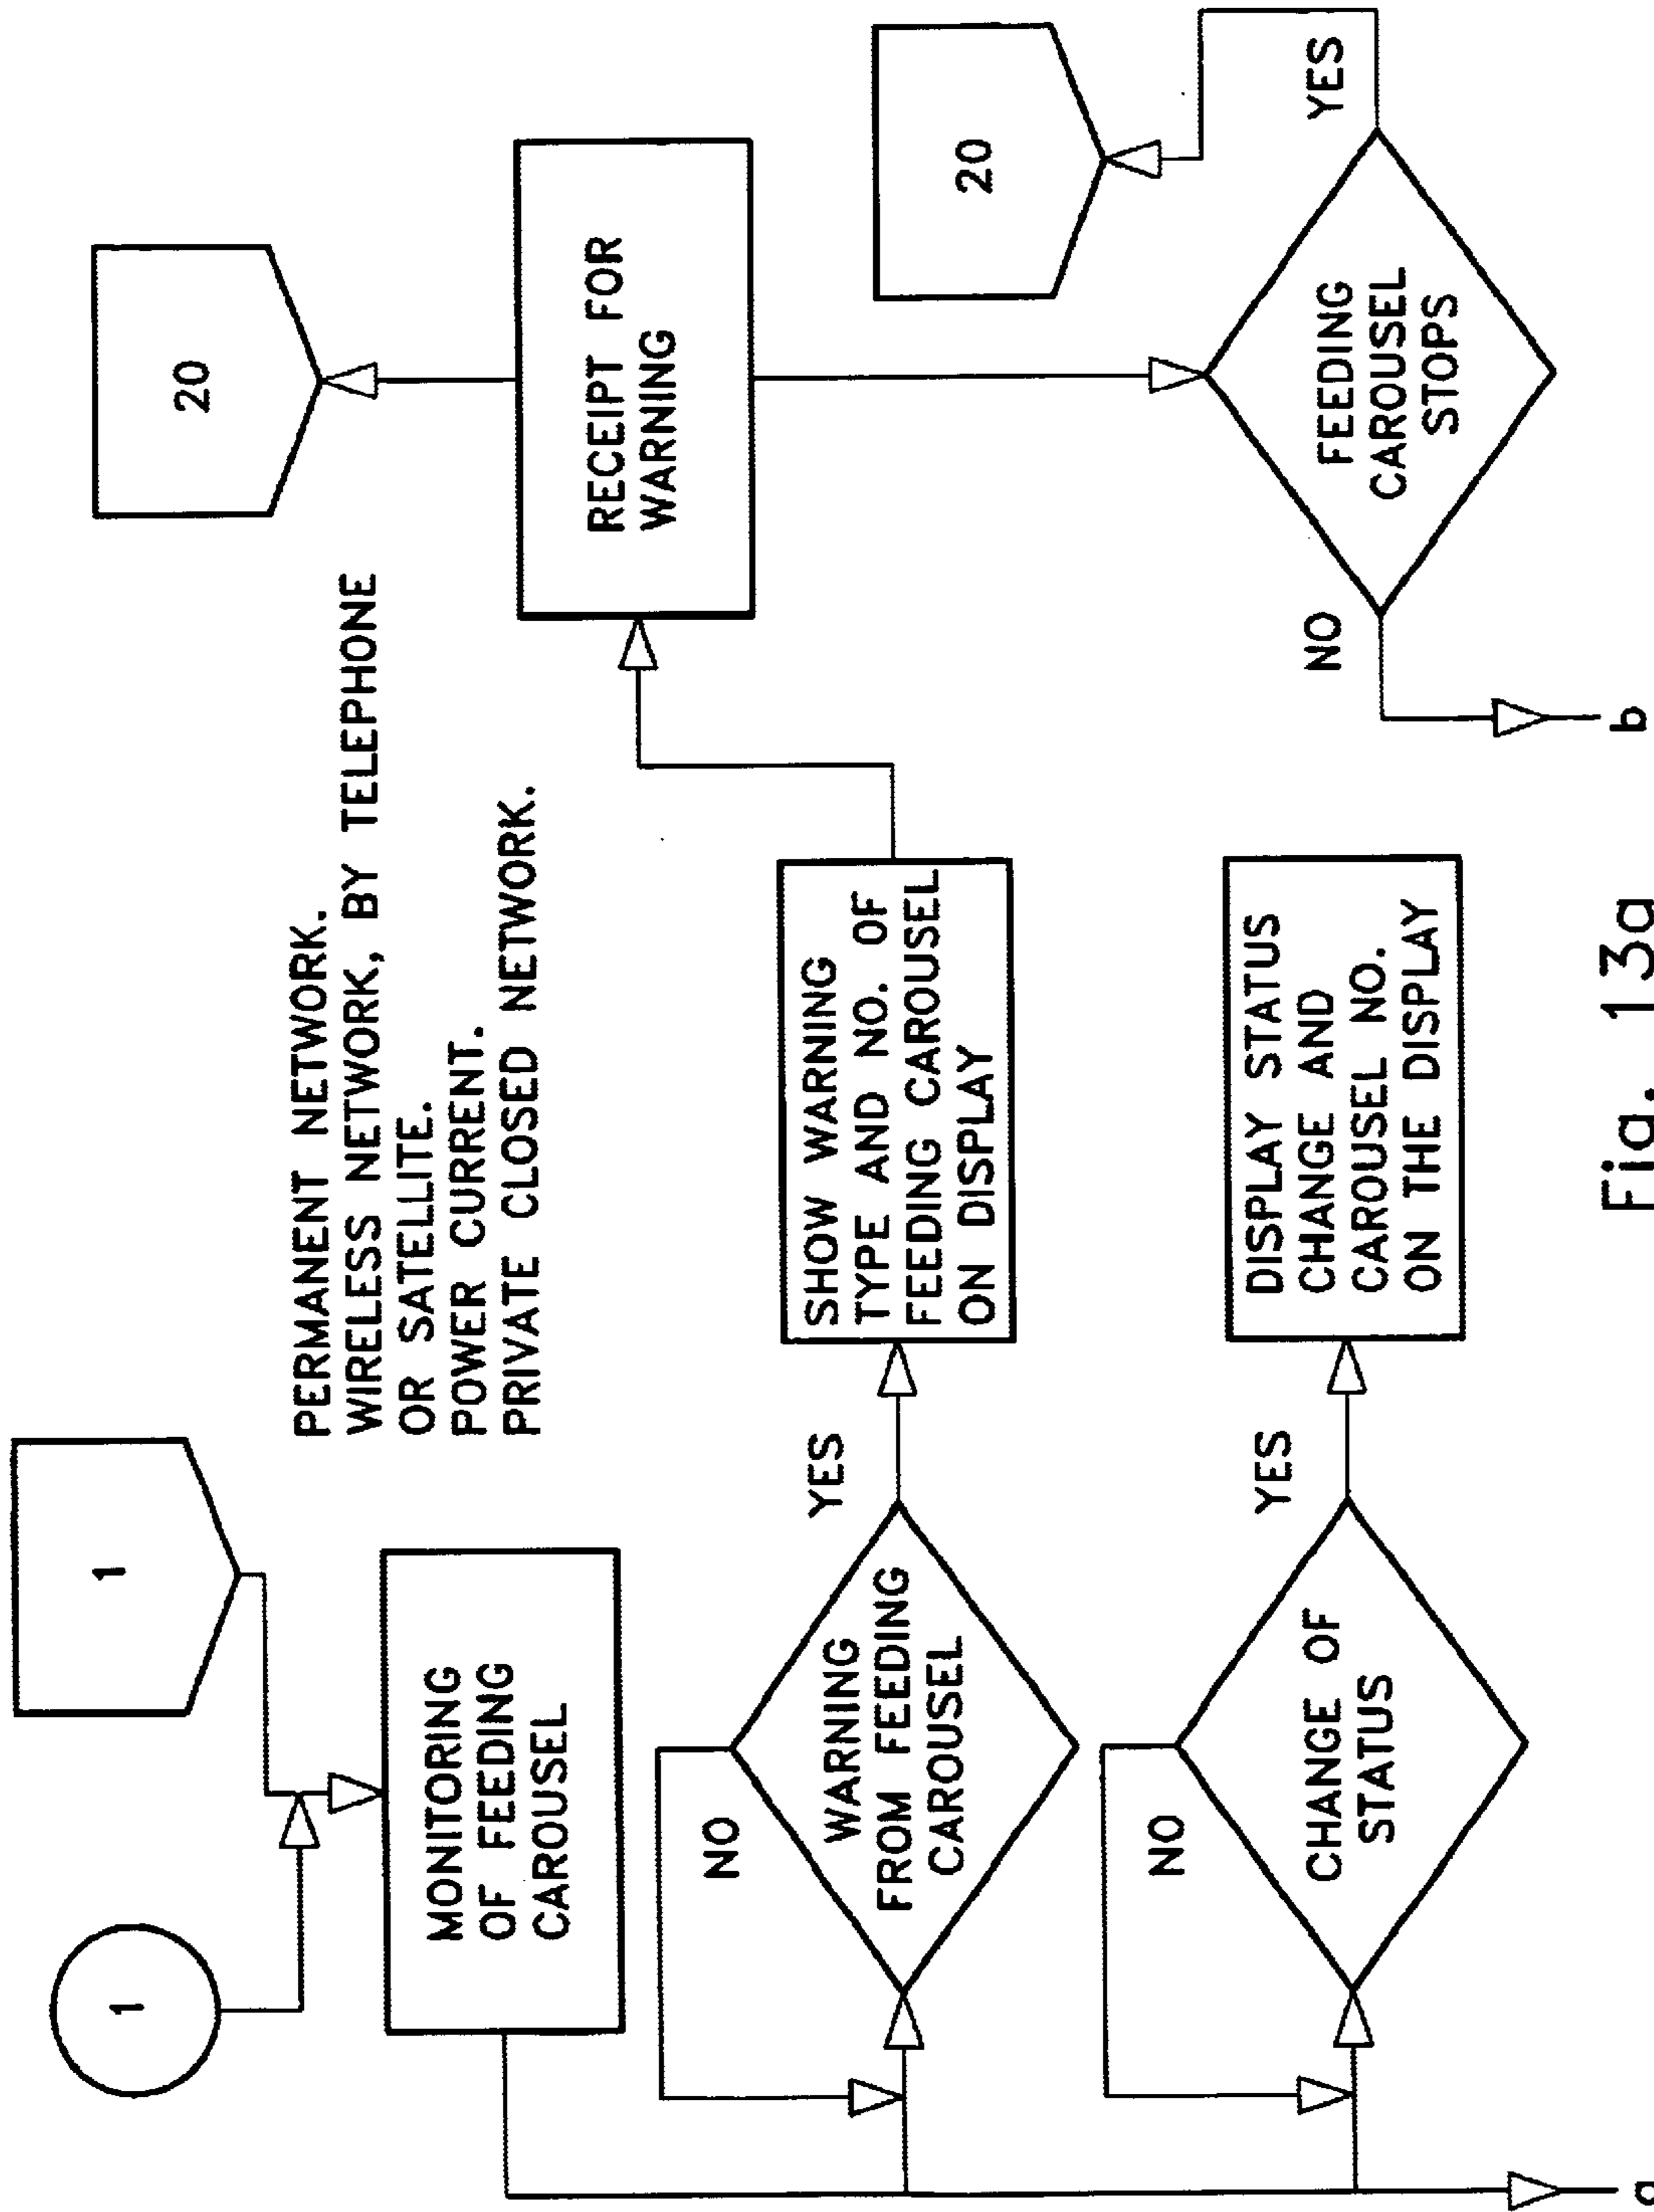 1
1
MONITORING
OF FEEDING
CAROUSEL
PERMANENT NETWORK.
WIRELESS NETWORK, BY TELEPHONE
OR SATELLITE.
POWER CURRENT.
PRIVATE CLOSED NETWORK.
20
NO
WARNING
FROM FEEDING
CAROUSEL
YES
SHOW WARNING
TYPE AND NO. OF
FEEDING CAROUSEL
ON DISPLAY
RECEIPT FOR
WARNING
20
NO
CHANGE OF
STATUS
YES
DISPLAY STATUS
CHANGE AND
CAROUSEL NO.
ON THE DISPLAY
NO
FEEDING
CAROUSEL
STOPS
YES
a
b
Fig. 13a